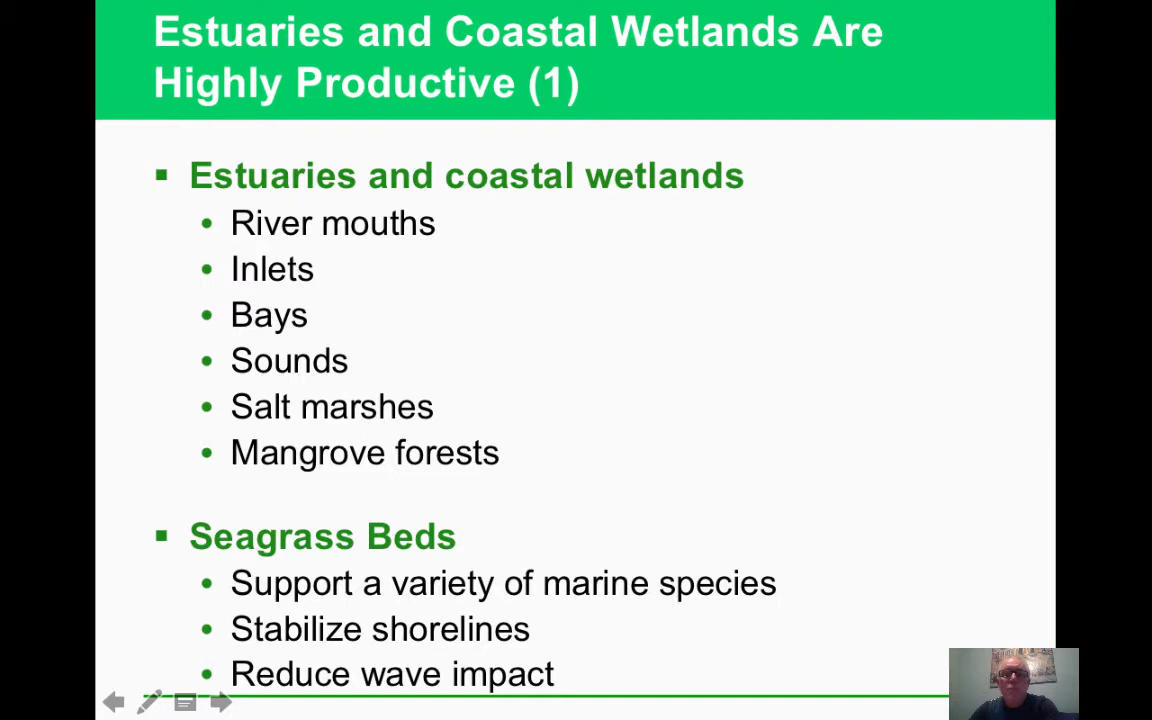 Estuaries and Coastal Wetlands Are
Highly Productive (1)
Estuaries and coastal wetlands
River mouths
Inlets
Bays
Sounds
Salt marshes
Mangrove forests
Seagrass Beds
Support a variety of marine species
Stabilize shorelines
Reduce wave impact